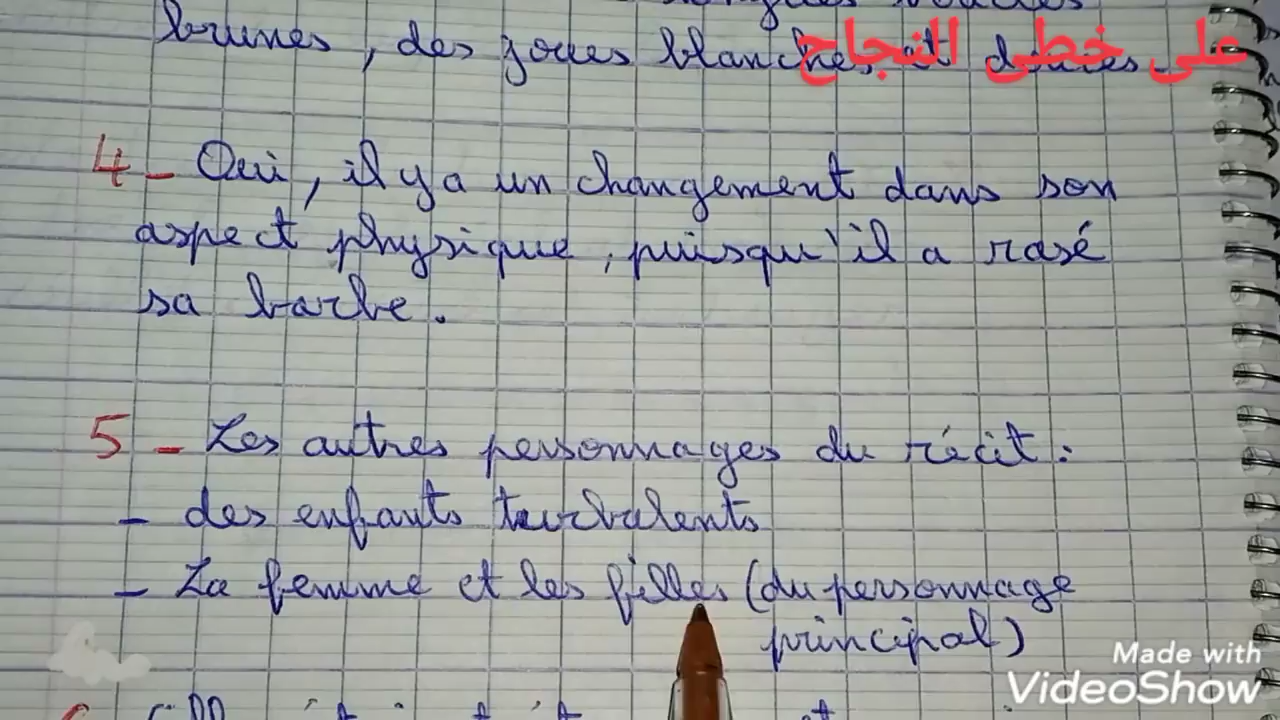 brunes, des joues blanches et douces.
على خطى النجاح
4- Oui, il y a un changement dans son
aspect physique, puisqu'il a rasé
sa barbe.
5- Les autres personnages du récit :
- des enfants turbulents
- La femme et les filles (du personnage
principal)
Made with
VideoShow